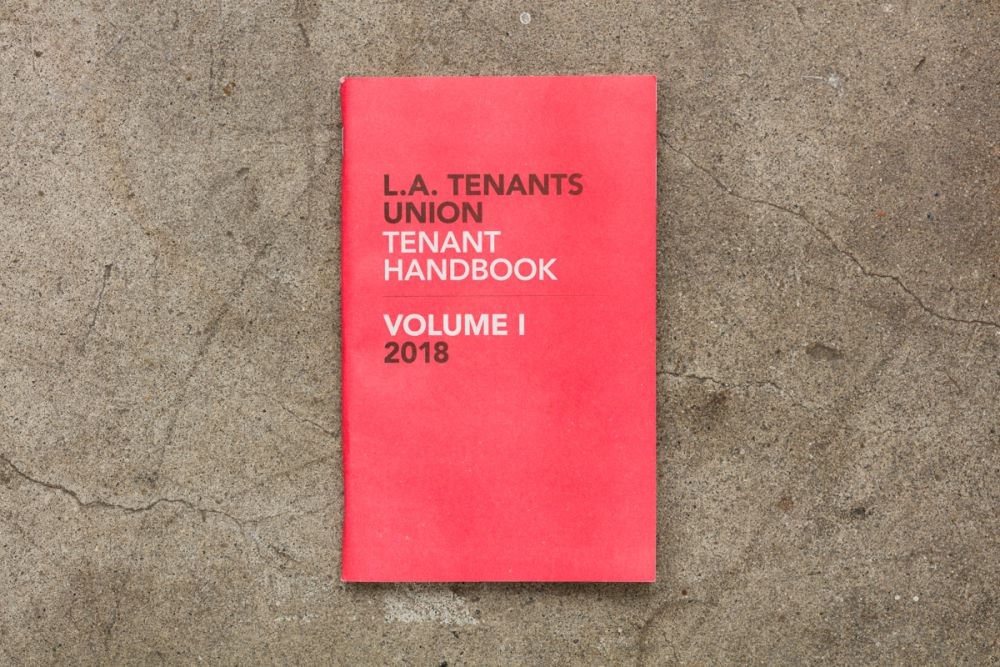 L.A. TENANTS
UNION
TENANT
HANDBOOK
VOLUME I
2018